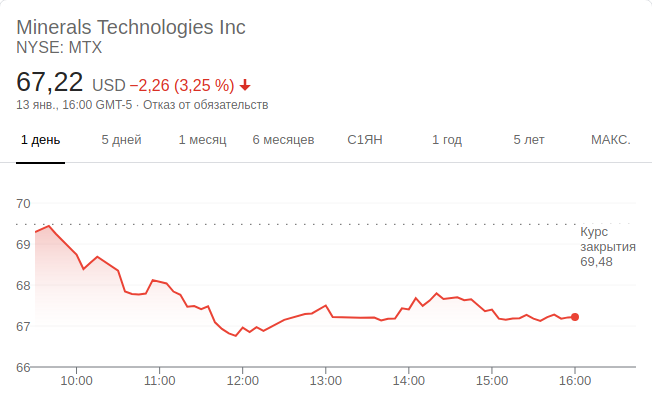 Minerals Technologies Inc
NYSE: MTX
67,22 USD −2,26 (3,25 %)
13 янв., 16:00 GMT-5 · Отказ от обязательств
1 день 5 дней 1 месяц 6 месяцев С1ЯН 1 год 5 лет МАКС.
70
69
68
67
66
Курс
закрытия
69,48
10:00 11:00 12:00 13:00 14:00 15:00 16:00